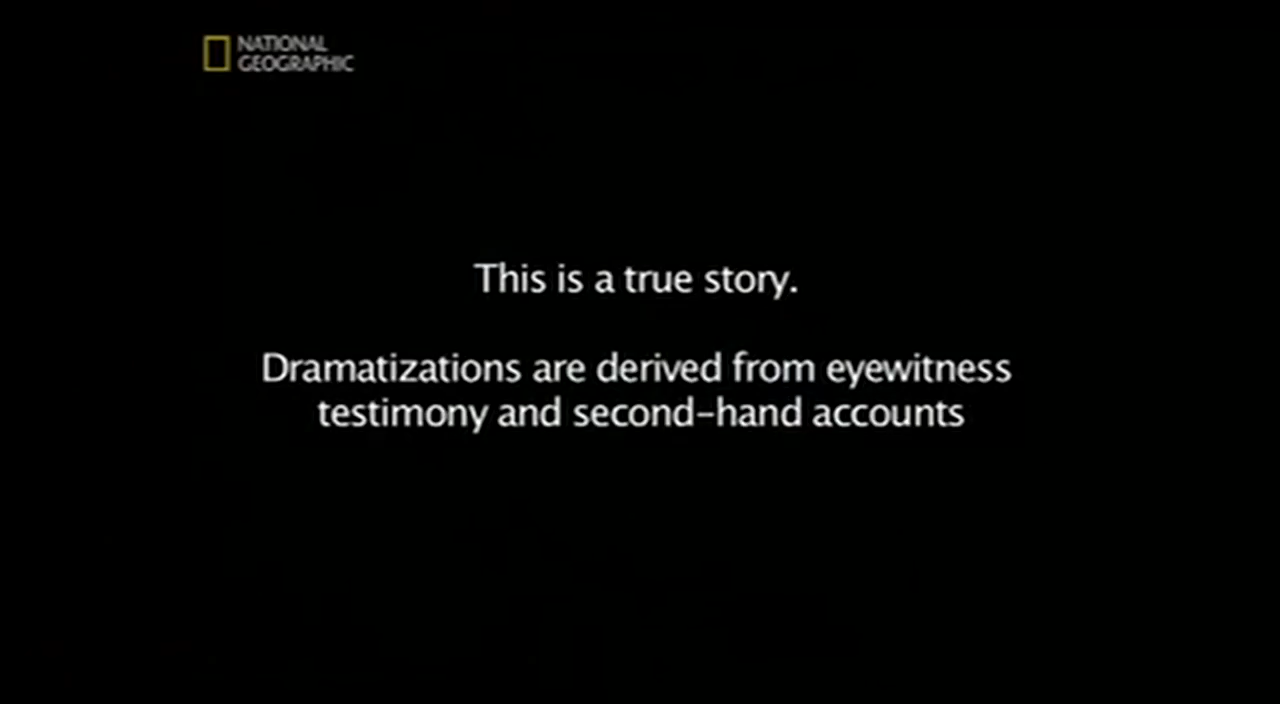 NATIONAL
GEOGRAPHIC
This is a true story.
Dramatizations are derived from eyewitness
testimony and second-hand accounts